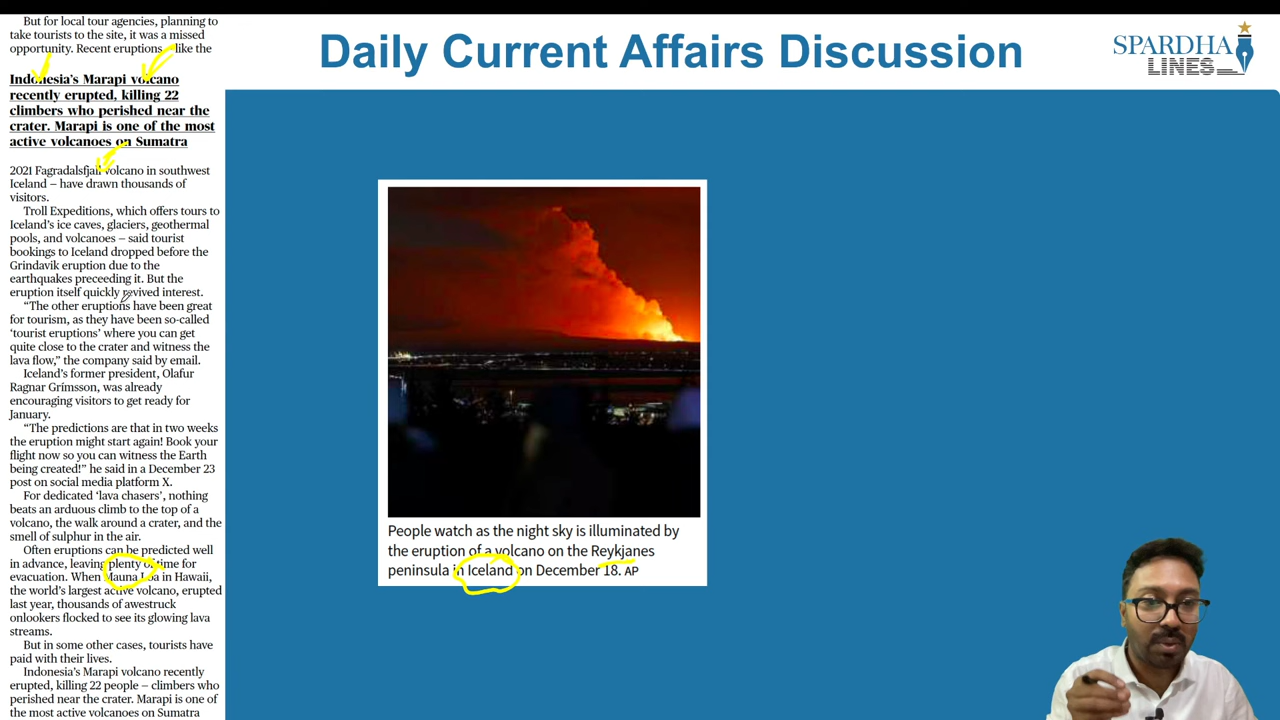 But for local tour agencies, planning to
take tourists to the site, it was a missed
opportunity. Recent eruptions like the
Indonesia's Marapi volcano
recently erupted, killing 22
climbers who perished near the
crater. Marapi is one of the most
active volcanoes on Sumatra
2021 Fagradalsfjall volcano in southwest
Iceland – have drawn thousands of
visitors.
Troll Expeditions, which offers tours to
Iceland's ice caves, glaciers, geothermal
pools, and volcanoes – said tourist
bookings to Iceland dropped before the
Grindavik eruption due to the
earthquakes preceeding it. But the
eruption itself quickly revived interest.
“The other eruptions have been great
for tourism, as they have been so-called
‘tourist eruptions’ where you can get
quite close to the crater and witness the
lava flow,” the company said by email.
Iceland's former president, Olafur
Ragnar Grímsson, was already
encouraging visitors to get ready for
January.
“The predictions are that in two weeks
the eruption might start again! Book your
flight now so you can witness the Earth
being created!” he said in a December 23
post on social media platform X.
For dedicated ‘lava chasers’, nothing
beats an arduous climb to the top of a
volcano, the walk around a crater, and the
smell of sulphur in the air.
Often eruptions can be predicted well
in advance, leaving plenty of time for
evacuation. When Mauna Loa in Hawaii,
the world's largest active volcano, erupted
last year, thousands of awestruck
onlookers flocked to see its glowing lava
streams.
But in some other cases, tourists have
paid with their lives.
Indonesia's Marapi volcano recently
erupted, killing 22 people – climbers who
perished near the crater. Marapi is one of
the most active volcanoes on Sumatra
Daily Current Affairs Discussion
SPARDHA
LINES
People watch as the night sky is illuminated by
the eruption of a volcano on the Reykjanes
peninsula in Iceland on December 18. AP